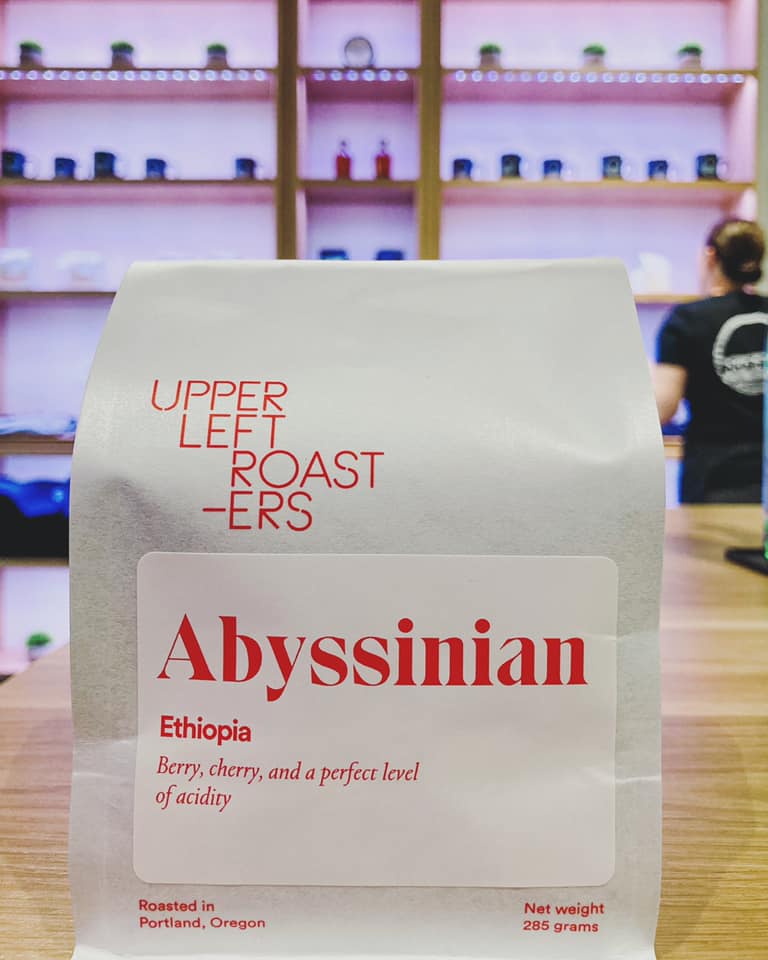 UPPER
LEFT
ROAST
-ERS
Abyssinian
Ethiopia
Berry, cherry, and a perfect level
of acidity
Roasted in
Portland, Oregon
Net weight
285 grams